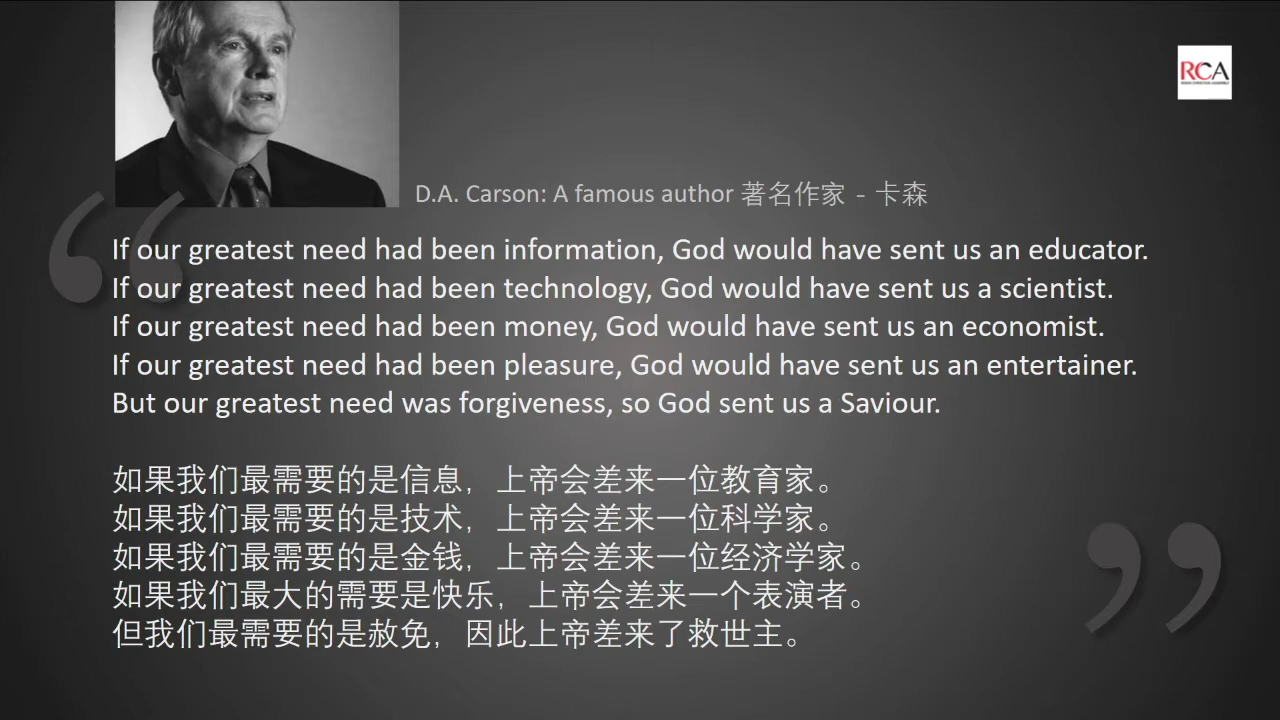 RCA
D.A. Carson: A famous author 著名作家 - 卡森
If our greatest need had been information, God would have sent us an educator.
If our greatest need had been technology, God would have sent us a scientist.
If our greatest need had been money, God would have sent us an economist.
If our greatest need had been pleasure, God would have sent us an entertainer.
But our greatest need was forgiveness, so God sent us a Saviour.
如果我们最需要的是信息，上帝会差来一位教育家。
如果我们最需要的是技术，上帝会差来一位科学家。
如果我们最需要的是金钱，上帝会差来一位经济学家。
如果我们最大的需要是快乐，上帝会差来一个表演者。
但我们最需要的是赦免，因此上帝差来了救世主。